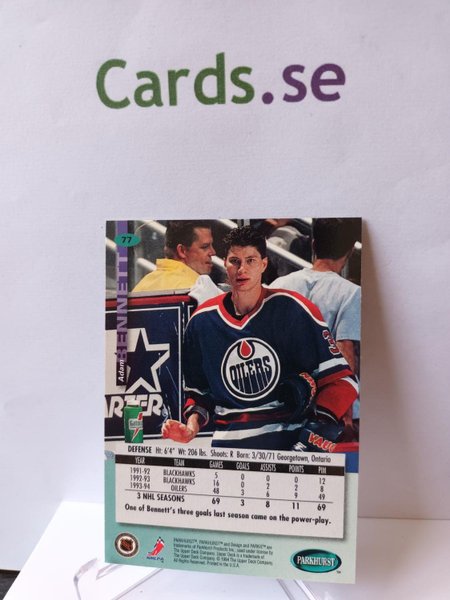 Cards.se
77
Adam
BENNETT
OILERS
DEFENSE Ht: 6'4" Wt: 206 lbs. Shoots: R Born: 3/30/71 Georgetown, Ontario
YEAR TEAM GAMES GOALS ASSISTS POINTS PIM
1991-92 BLACKHAWKS 5 0 0 0 12
1992-93 BLACKHAWKS 16 0 2 2 8
1993-94 OILERS 48 3 6 9 49
3 NHL SEASONS 69 3 8 11 69
One of Bennett's three goals last season came on the power-play.
PARKHURST